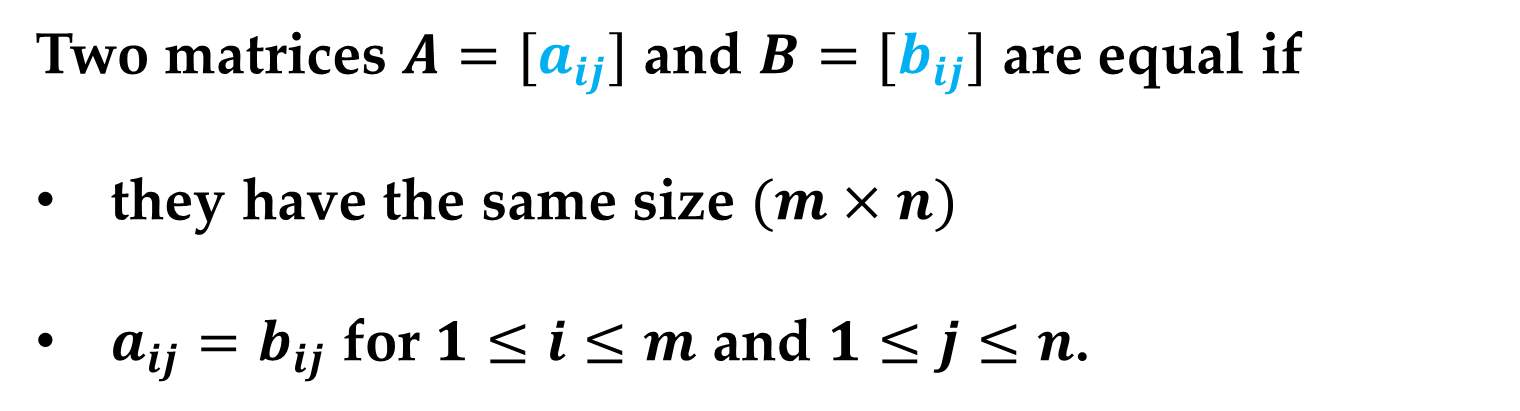 Two matrices A = [aᵢⱼ] and B = [bᵢⱼ] are equal if
• they have the same size (m × n)
• aᵢⱼ = bᵢⱼ for 1 ≤ i ≤ m and 1 ≤ j ≤ n.